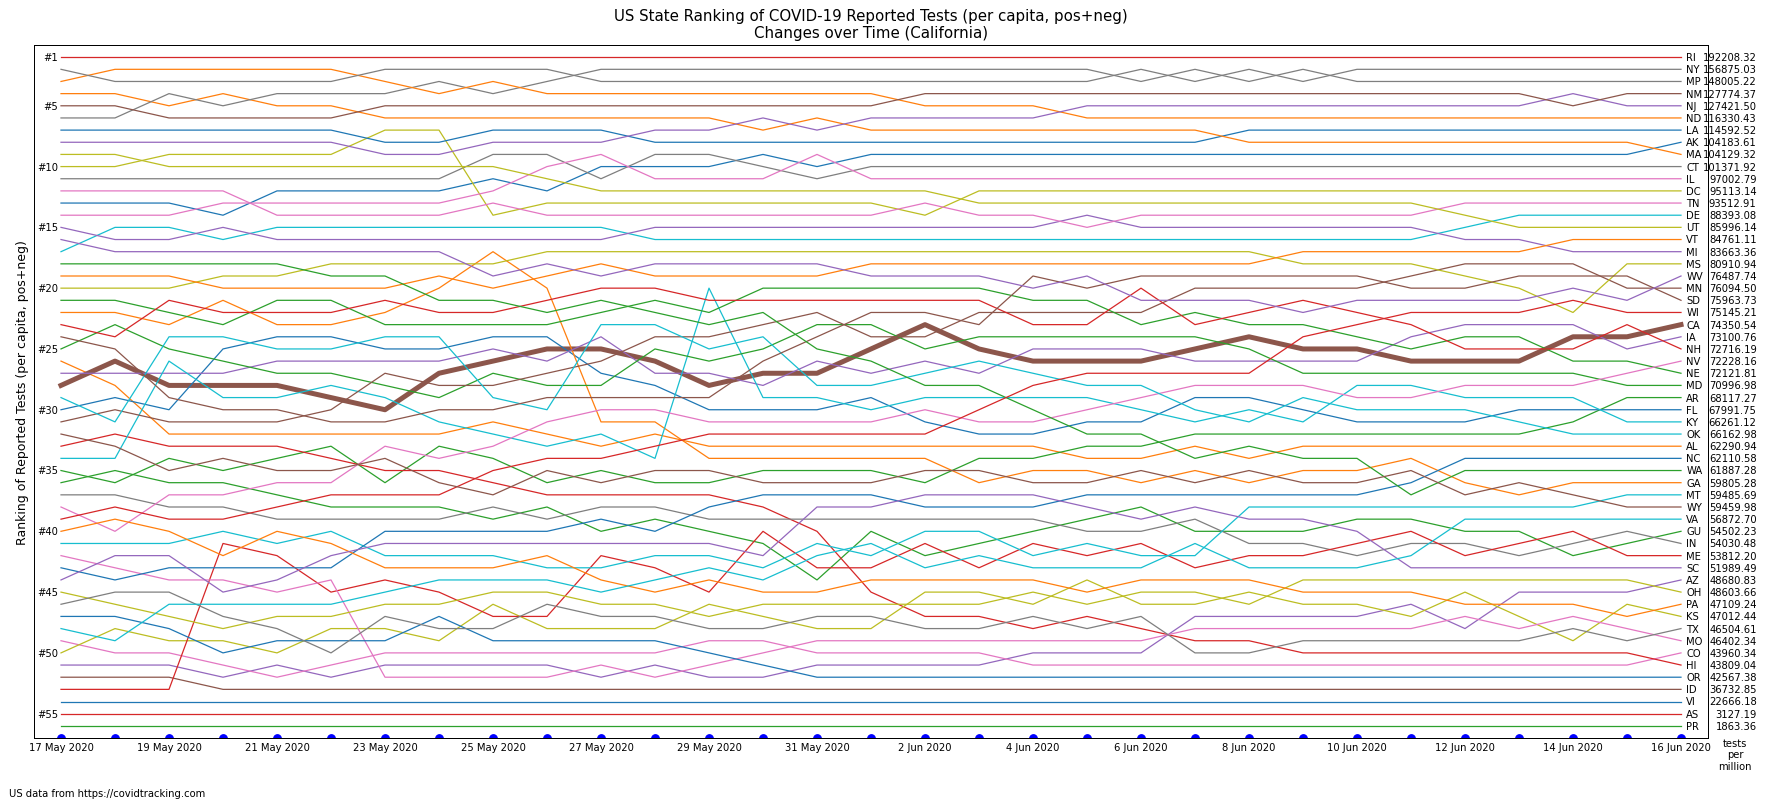 US State Ranking of COVID-19 Reported Tests (per capita, pos+neg)
Changes over Time (California)
Ranking of Reported Tests (per capita, pos+neg)
#1
#5
#10
#15
#20
#25
#30
#35
#40
#45
#50
#55
RI 192208.32
NY 156875.03
MP 148005.22
NM 127774.37
NJ 127421.50
ND 116330.43
LA 114592.52
AK 104183.61
MA 104129.32
CT 101371.92
IL 97002.79
DC 95113.14
TN 93512.91
DE 88393.08
UT 85996.14
VT 84761.11
MI 83663.36
MS 80910.94
WV 76487.74
MN 76094.50
SD 75963.73
WI 75145.21
CA 74350.54
IA 73100.76
NH 72716.19
NV 72228.16
NE 72121.81
MD 70996.98
AR 68117.27
FL 67991.75
KY 66261.12
OK 66162.98
AL 62290.94
NC 62110.58
WA 61887.28
GA 59805.28
MT 59485.69
WY 59459.98
VA 56872.70
GU 54502.23
IN 54030.48
ME 53812.20
SC 51989.49
AZ 48680.83
OH 48603.66
PA 47109.24
KS 47012.44
TX 46504.61
MO 46402.34
CO 43960.34
HI 43809.04
OR 42567.38
ID 36732.85
VI 22666.18
AS 3127.19
PR 1863.36
17 May 2020 19 May 2020 21 May 2020 23 May 2020 25 May 2020 27 May 2020 29 May 2020 31 May 2020 2 Jun 2020 4 Jun 2020 6 Jun 2020 8 Jun 2020 10 Jun 2020 12 Jun 2020 14 Jun 2020 16 Jun 2020
tests
per
million
US data from https://covidtracking.com